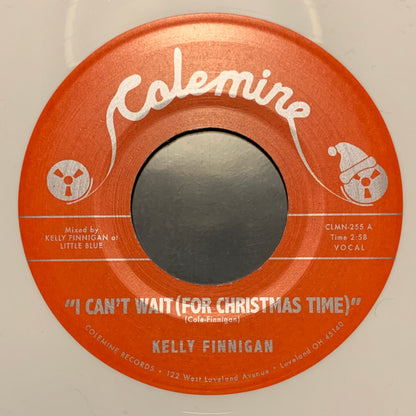 Colemine
Mixed by
KELLY FINNIGAN at
LITTLE BLUE
CLMN-255 A
Time 2:58
VOCAL
"I CAN'T WAIT (FOR CHRISTMAS TIME)"
(Cole-Finnigan)
KELLY FINNIGAN
COLEMINE RECORDS • 122 West Loveland Avenue • Loveland OH 45140